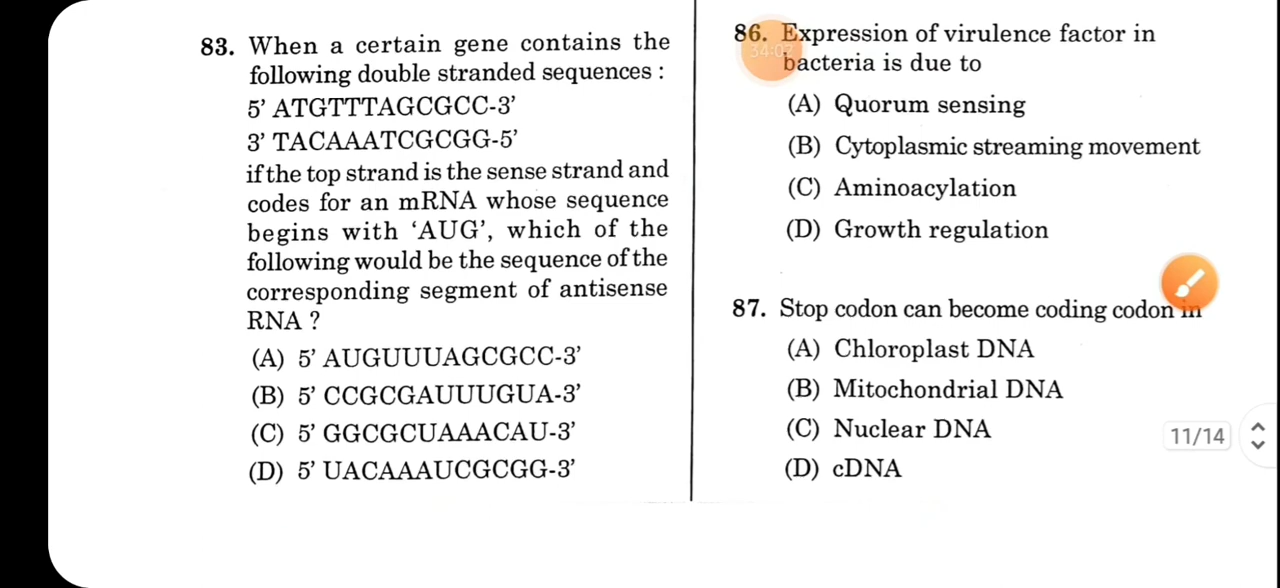 83. When a certain gene contains the
following double stranded sequences :
5’ ATGTTTAGCGCC-3’
3’ TACAAATCGCGG-5’
if the top strand is the sense strand and
codes for an mRNA whose sequence
begins with ‘AUG’, which of the
following would be the sequence of the
corresponding segment of antisense
RNA ?
(A) 5’ AUGUUUAGCGCC-3’
(B) 5’ CCGCGAUUUGUA-3’
(C) 5’ GGCGCUAAACAU-3’
(D) 5’ UACAAAUCGCGG-3’
86. Expression of virulence factor in
bacteria is due to
(A) Quorum sensing
(B) Cytoplasmic streaming movement
(C) Aminoacylation
(D) Growth regulation
87. Stop codon can become coding codon in
(A) Chloroplast DNA
(B) Mitochondrial DNA
(C) Nuclear DNA
(D) cDNA
11/14